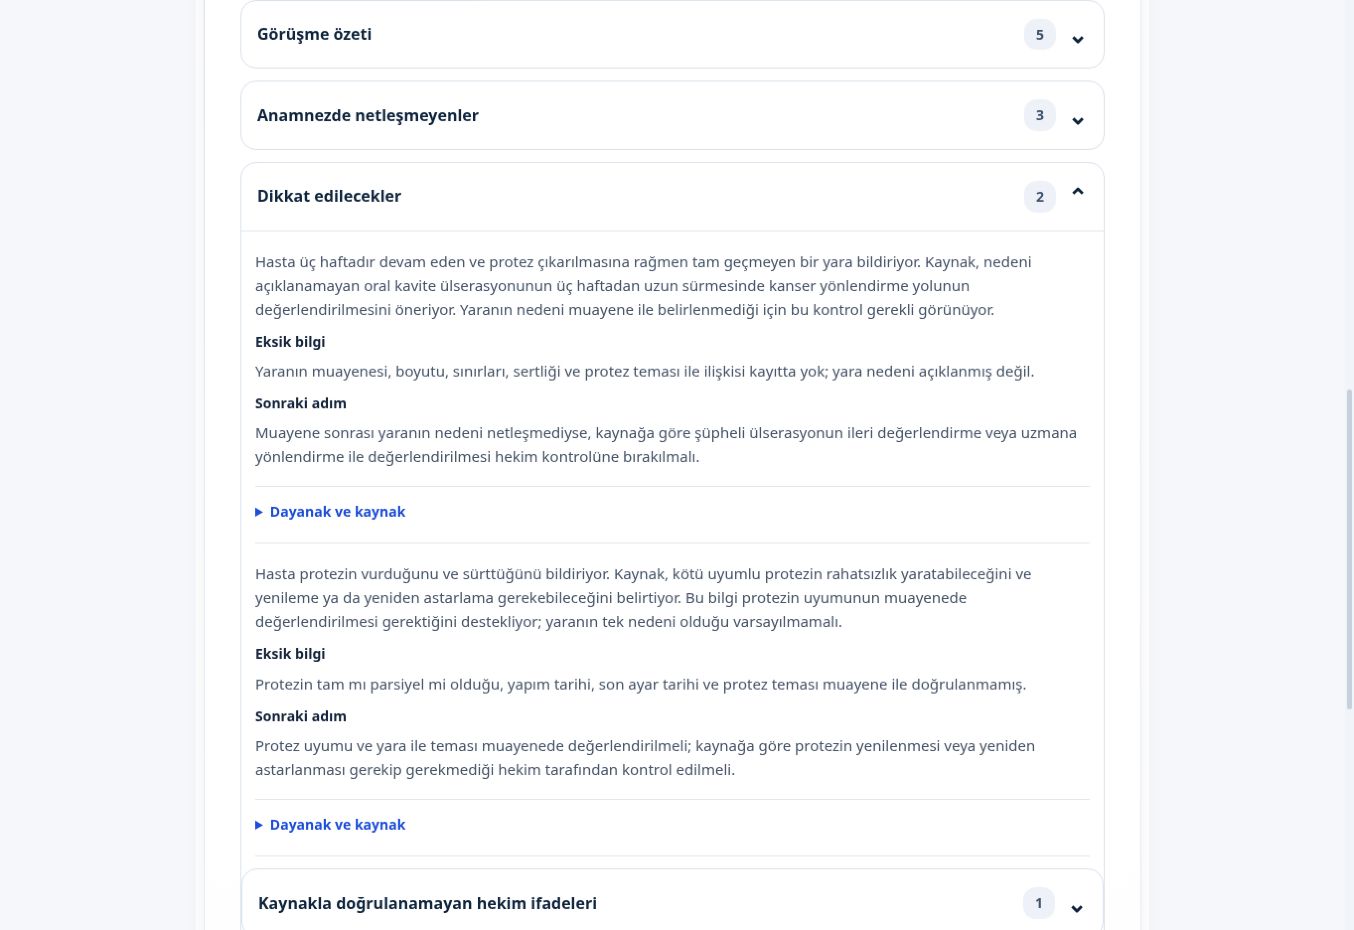 Görüşme özeti
5
Anamnezde netleşmeyenler
3
Dikkat edilecekler
2
Hasta üç haftadır devam eden ve protez çıkarılmasına rağmen tam geçmeyen bir yara bildiriyor. Kaynak, nedeni
açıklanamayan oral kavite ülserasyonunun üç haftadan uzun sürmesinde kanser yönlendirme yolunun
değerlendirilmesini öneriyor. Yaranın nedeni muayene ile belirlenmediği için bu kontrol gerekli görünüyor.
Eksik bilgi
Yaranın muayenesi, boyutu, sınırları, sertliği ve protez teması ile ilişkisi kayıtta yok; yara nedeni açıklanmış değil.
Sonraki adım
Muayene sonrası yaranın nedeni netleşmediyse, kaynağa göre şüpheli ülserasyonun ileri değerlendirme veya uzmana
yönlendirme ile değerlendirilmesi hekim kontrolüne bırakılmalı.
Dayanak ve kaynak
Hasta protezin vurduğunu ve sürttüğünü bildiriyor. Kaynak, kötü uyumlu protezin rahatsızlık yaratabileceğini ve
yenileme ya da yeniden astarlama gerekebileceğini belirtiyor. Bu bilgi protezin uyumunun muayenede
değerlendirilmesi gerektiğini destekliyor; yaranın tek nedeni olduğu varsayılmamalı.
Eksik bilgi
Protezin tam mı parsiyel mi olduğu, yapım tarihi, son ayar tarihi ve protez teması muayene ile doğrulanmamış.
Sonraki adım
Protez uyumu ve yara ile teması muayenede değerlendirilmeli; kaynağa göre protezin yenilenmesi veya yeniden
astarlanması gerekip gerekmediği hekim tarafından kontrol edilmeli.
Dayanak ve kaynak
Kaynakla doğrulanamayan hekim ifadeleri
1